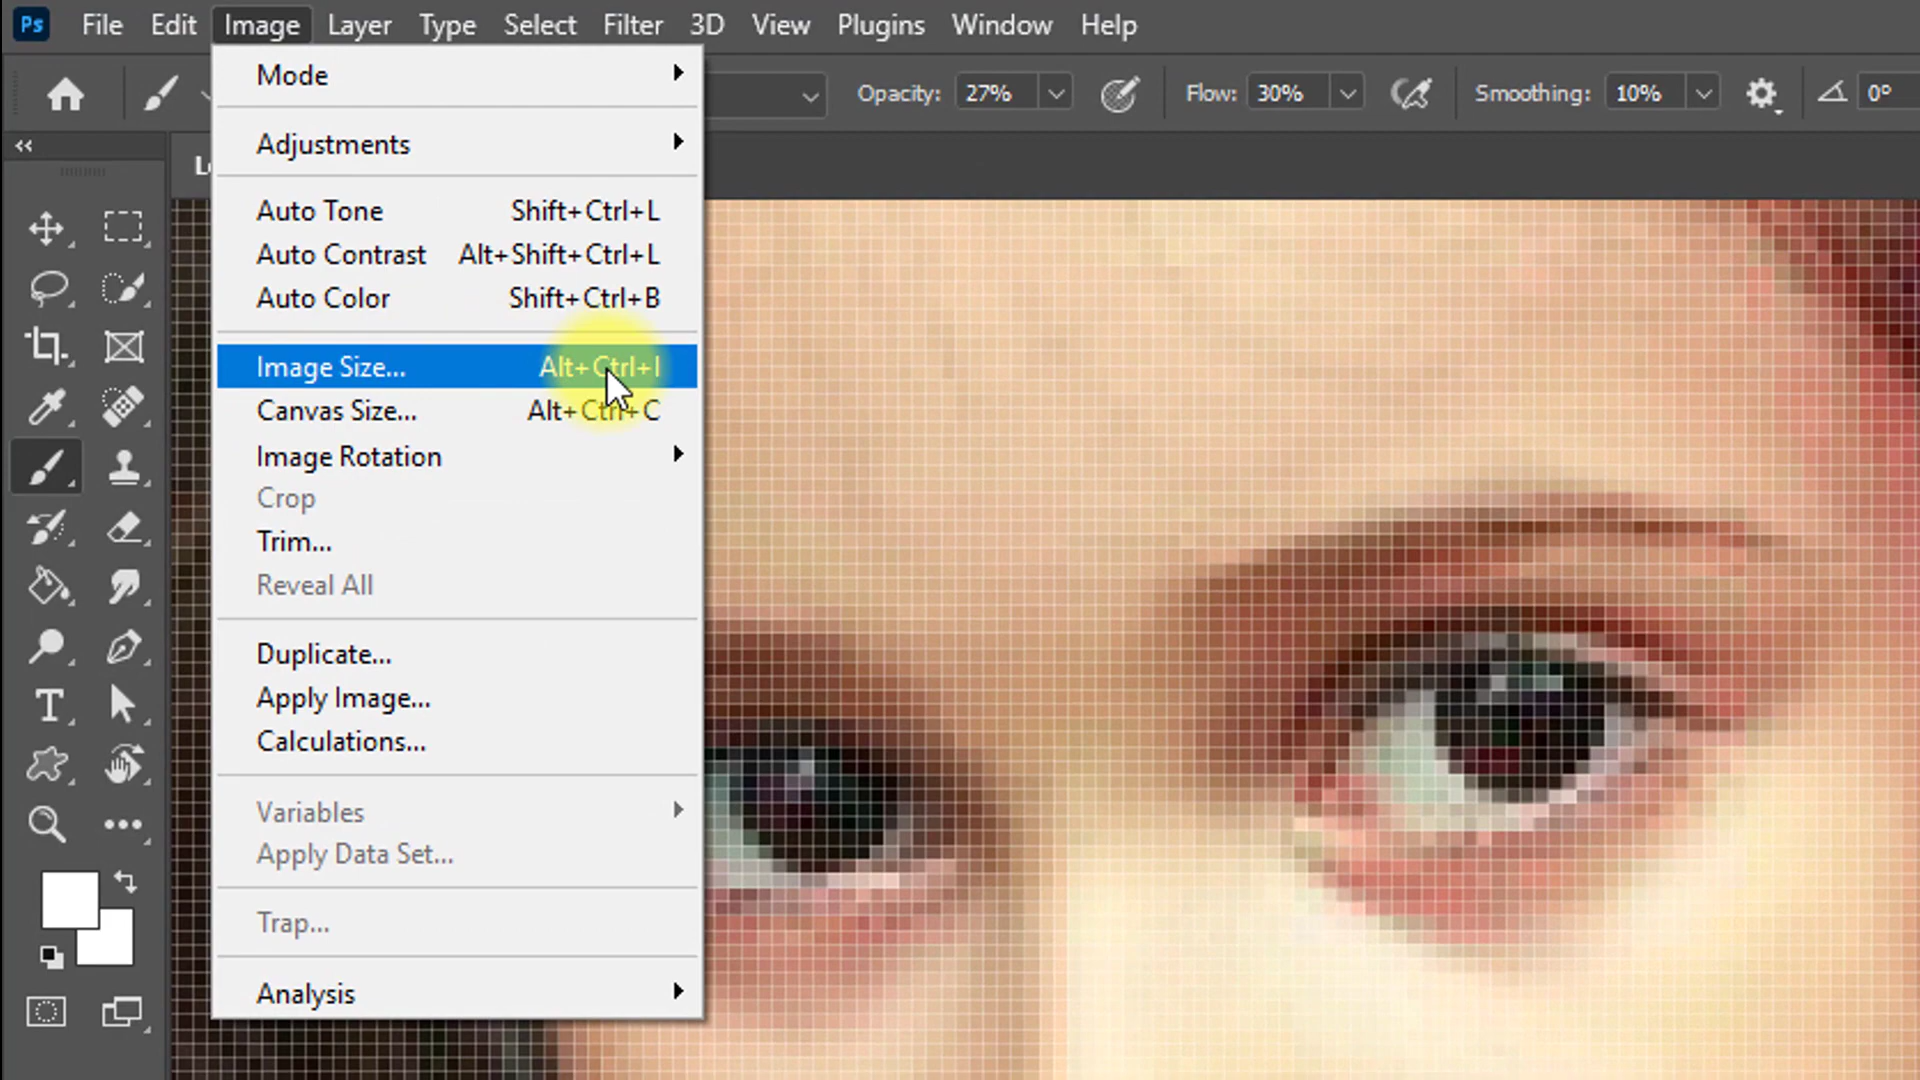 Ps File Edit Image Layer Type Select Filter 3D View Plugins Window Help
Opacity: 27% Flow: 30% Smoothing: 10% 0°
Mode
Adjustments
Auto Tone Shift+Ctrl+L
Auto Contrast Alt+Shift+Ctrl+L
Auto Color Shift+Ctrl+B
Image Size... Alt+Ctrl+I
Canvas Size... Alt+Ctrl+C
Image Rotation
Crop
Trim...
Reveal All
Duplicate...
Apply Image...
Calculations...
Variables
Apply Data Set...
Trap...
Analysis